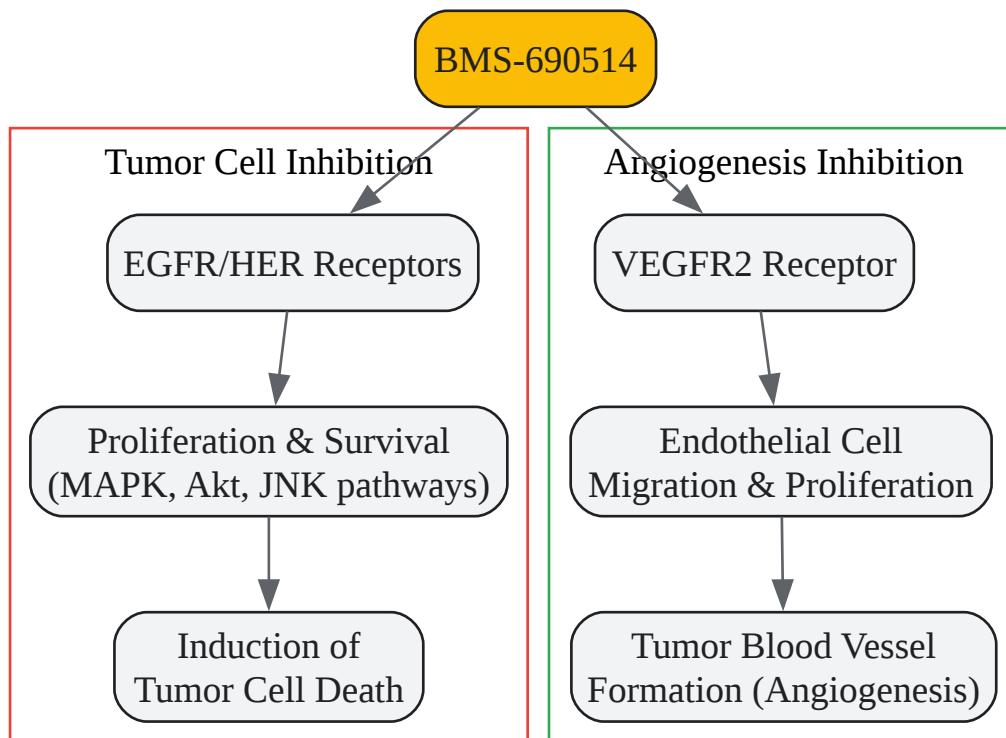 BMS-690514
Tumor Cell Inhibition
EGFR/HER Receptors
Proliferation & Survival
(MAPK, Akt, JNK pathways)
Induction of
Tumor Cell Death
Angiogenesis Inhibition
VEGFR2 Receptor
Endothelial Cell
Migration & Proliferation
Tumor Blood Vessel
Formation (Angiogenesis)